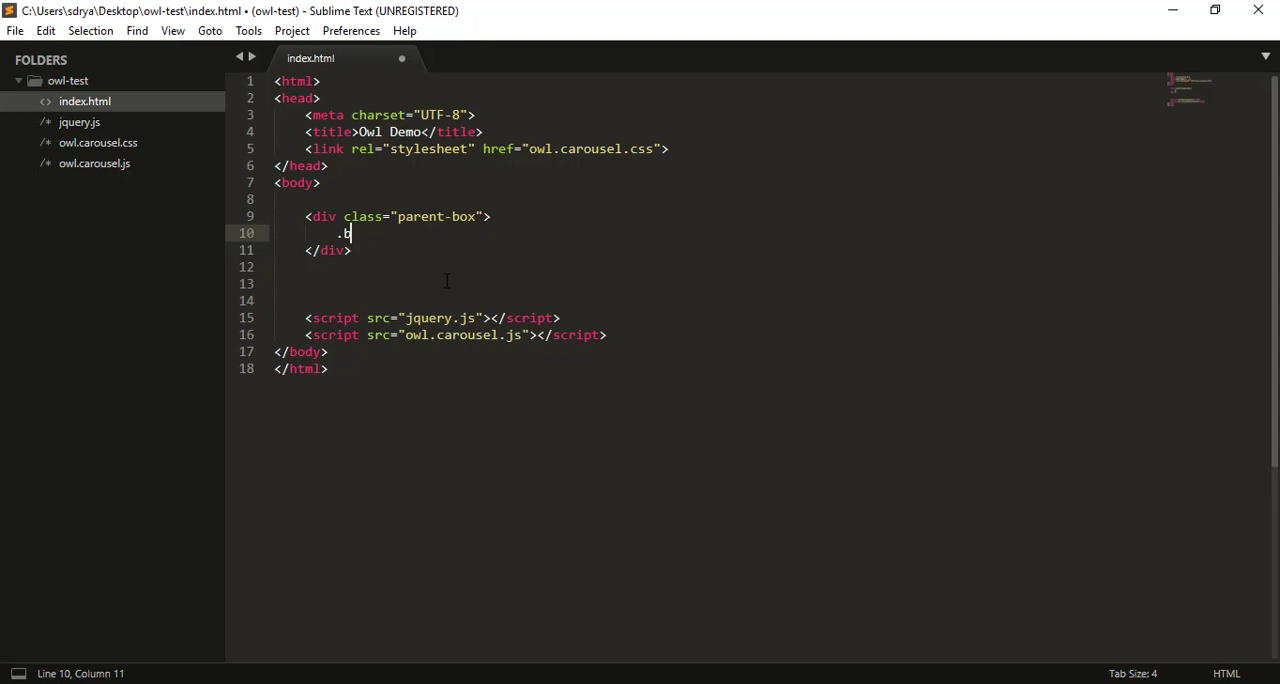 C:\Users\sdrya\Desktop\owl-test\index.html • (owl-test) - Sublime Text (UNREGISTERED)
File Edit Selection Find View Goto Tools Project Preferences Help
FOLDERS
owl-test
<> index.html
/* jquery.js
/* owl.carousel.css
/* owl.carousel.js
index.html
1 <html>
2 <head>
3 <meta charset="UTF-8">
4 <title>Owl Demo</title>
5 <link rel="stylesheet" href="owl.carousel.css">
6 </head>
7 <body>
8
9 <div class="parent-box">
10 .b
11 </div>
12
13
14
15 <script src="jquery.js"></script>
16 <script src="owl.carousel.js"></script>
17 </body>
18 </html>
Line 10, Column 11
Tab Size: 4
HTML